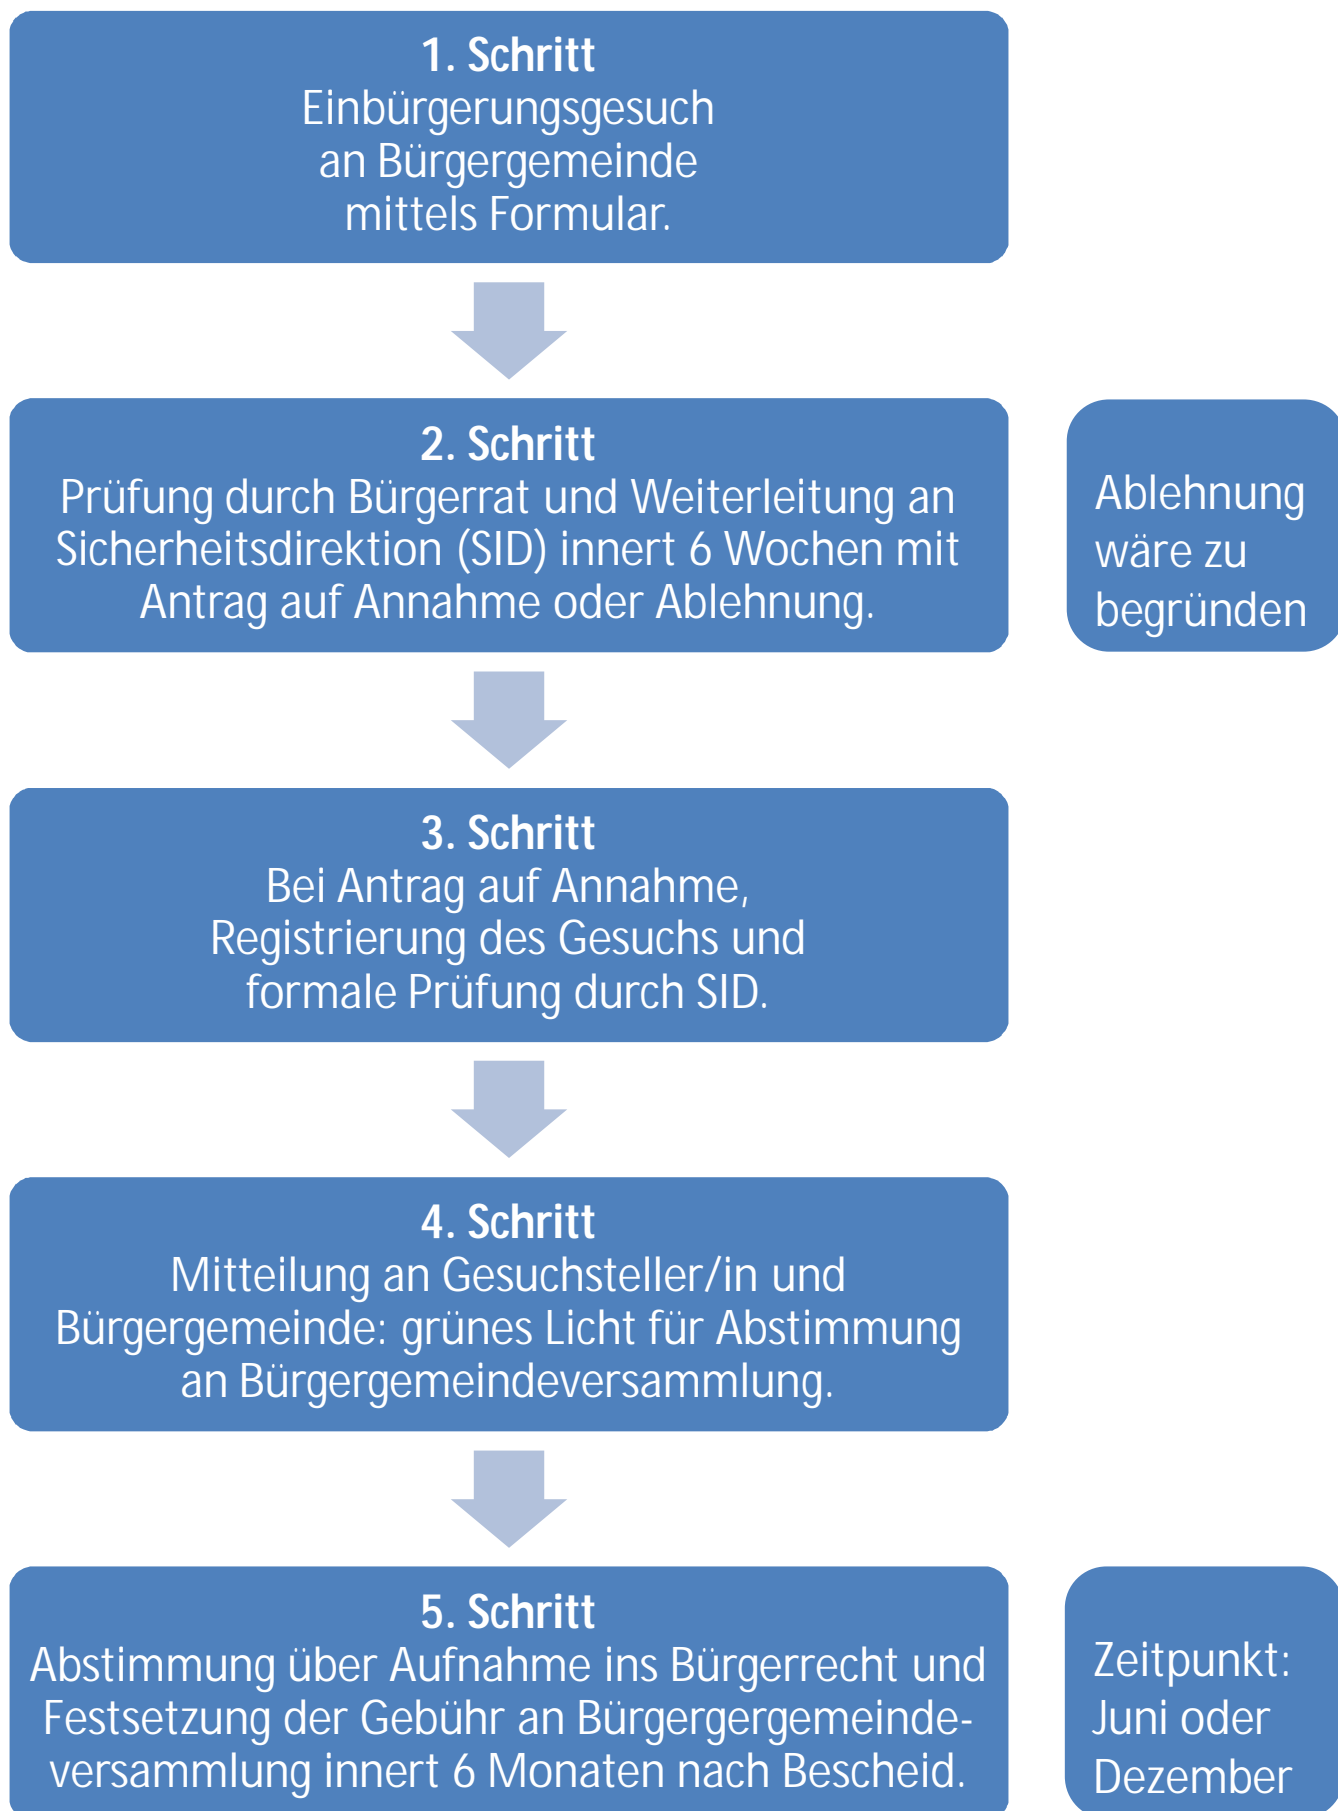 1. Schritt
Einbürgerungsgesuch
an Bürgergemeinde
mittels Formular.
2. Schritt
Prüfung durch Bürgerrat und Weiterleitung an
Sicherheitsdirektion (SID) innert 6 Wochen mit
Antrag auf Annahme oder Ablehnung.
Ablehnung
wäre zu
begründen
3. Schritt
Bei Antrag auf Annahme,
Registrierung des Gesuchs und
formale Prüfung durch SID.
4. Schritt
Mitteilung an Gesuchsteller/in und
Bürgergemeinde: grünes Licht für Abstimmung
an Bürgergemeindeversammlung.
5. Schritt
Abstimmung über Aufnahme ins Bürgerrecht und
Festsetzung der Gebühr an Bürgergergemeinde-
versammlung innert 6 Monaten nach Bescheid.
Zeitpunkt:
Juni oder
Dezember